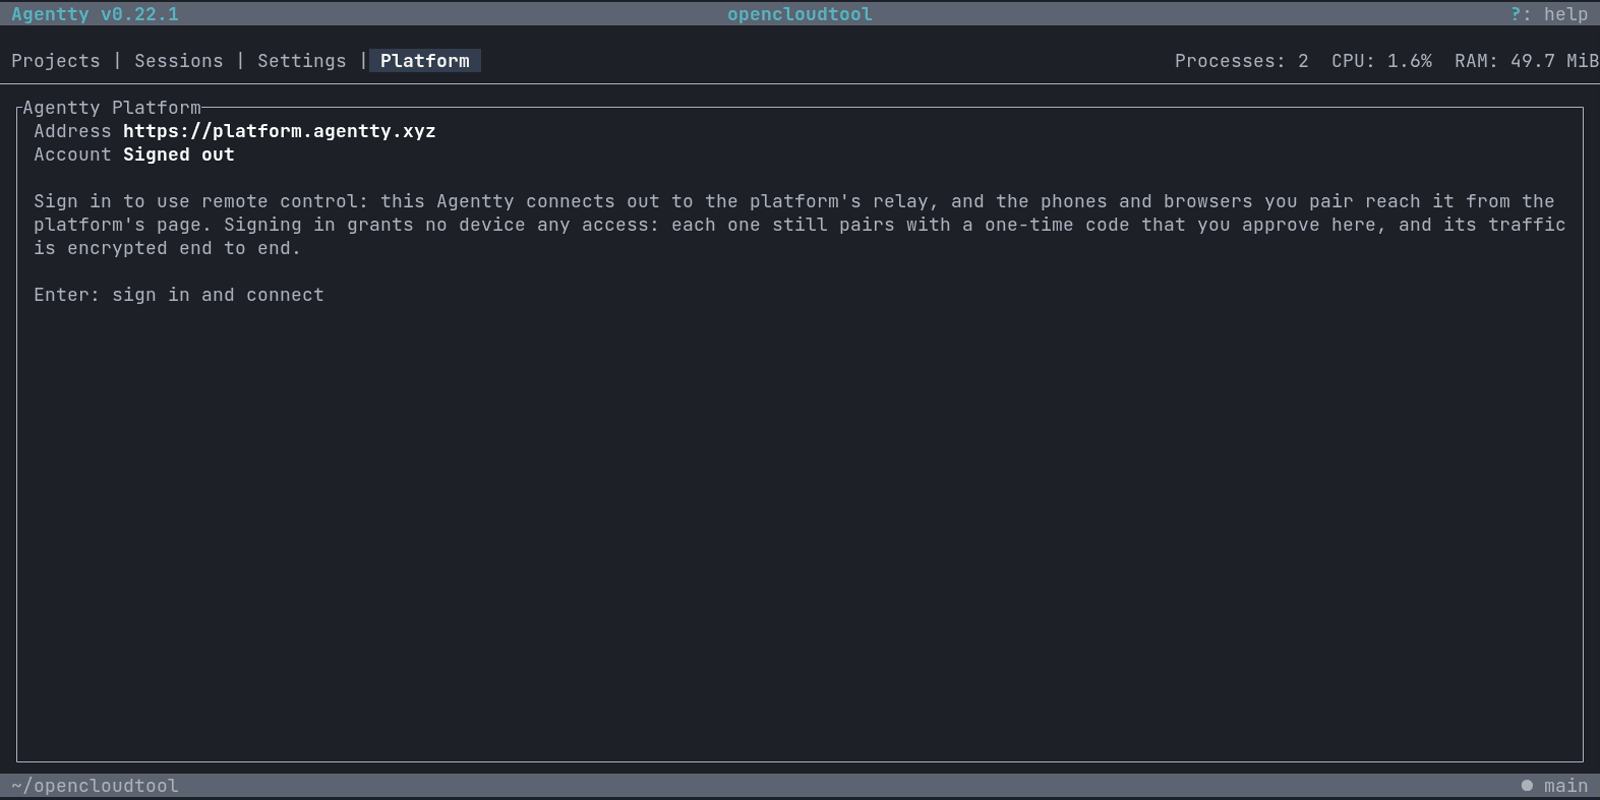 Agentty v0.22.1 opencloudtool ?: help
Projects | Sessions | Settings | Platform Processes: 2 CPU: 1.6% RAM: 49.7 MiB
Agentty Platform
Address https://platform.agentty.xyz
Account Signed out
Sign in to use remote control: this Agentty connects out to the platform's relay, and the phones and browsers you pair reach it from the
platform's page. Signing in grants no device any access: each one still pairs with a one-time code that you approve here, and its traffic
is encrypted end to end.
Enter: sign in and connect
~/opencloudtool ● main